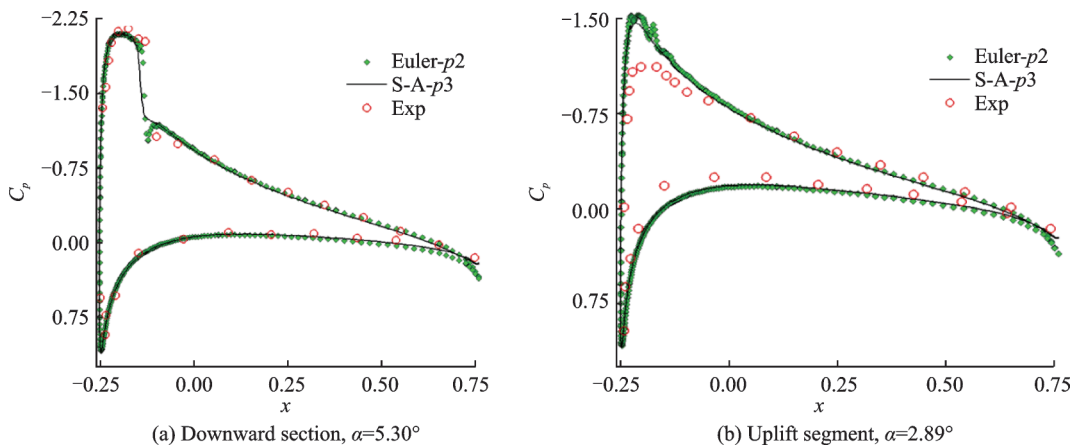 −2.25
−1.50
−0.75
0.00
0.75
Cp
Euler-p2
S-A-p3
Exp
−0.25
0.00
0.25
0.50
0.75
x
(a) Downward section, α=5.30°
−1.50
−0.75
0.00
0.75
Cp
Euler-p2
S-A-p3
Exp
−0.25
0.00
0.25
0.50
0.75
x
(b) Uplift segment, α=2.89°